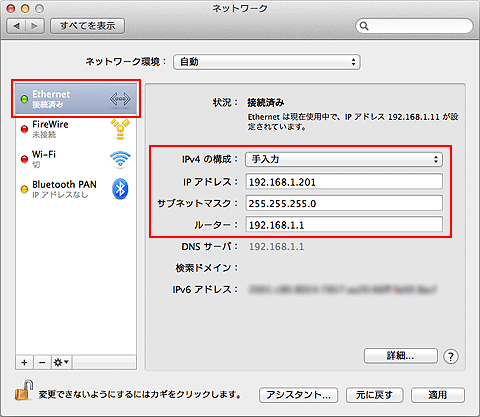 ネットワーク
すべてを表示
ネットワーク環境： 自動
Ethernet
接続済み
FireWire
未接続
Wi-Fi
切
Bluetooth PAN
IP アドレスなし
状況： 接続済み
Ethernet は現在使用中で、IP アドレス 192.168.1.11 が設
定されています。
IPv4 の構成： 手入力
IP アドレス： 192.168.1.201
サブネットマスク： 255.255.255.0
ルーター： 192.168.1.1
DNS サーバ： 192.168.1.1
検索ドメイン：
IPv6 アドレス：
詳細...
?
変更できないようにするにはカギをクリックします。
アシスタント...
元に戻す
適用